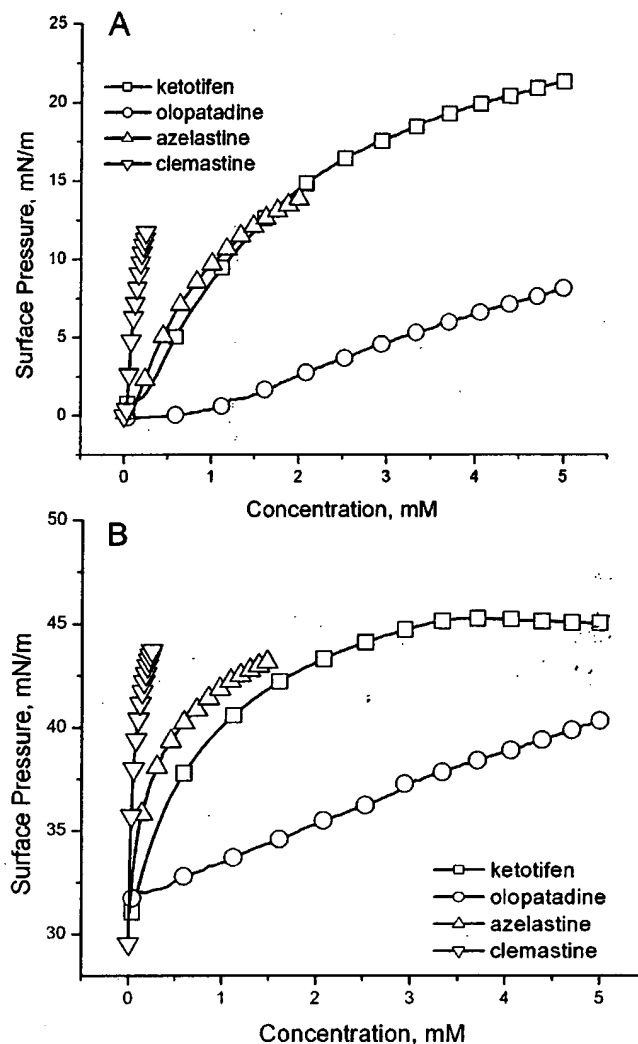 A
25
20
15
10
5
0
Surface Pressure, mN/m
ketotifen
olopatadine
azelastine
clemastine
0 1 2 3 4 5
Concentration, mM
B
50
45
40
35
30
Surface Pressure, mN/m
ketotifen
olopatadine
azelastine
clemastine
0 1 2 3 4 5
Concentration, mM